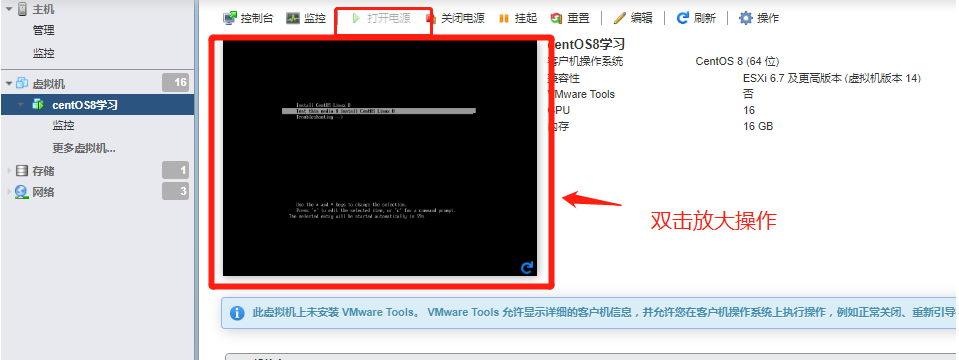 主机
管理
监控
虚拟机
16
centOS8学习
监控
更多虚拟机...
存储
1
网络
3
控制台
监控
打开电源
关闭电源
挂起
重置
编辑
刷新
操作
centOS8学习
客户机操作系统
CentOS 8 (64 位)
兼容性
ESXi 6.7 及更高版本 (虚拟机版本 14)
VMware Tools
否
CPU
16
内存
16 GB
Install CentOS Linux 8
Test this media & install CentOS Linux 8
Troubleshooting -->
Use the ▲ and ▼ keys to change the selection.
Press 'e' to edit the selected item, or 'c' for a command prompt.
The selected entry will be started automatically in 59s.
双击放大操作
此虚拟机上未安装 VMware Tools。 VMware Tools 允许显示详细的客户机信息，并允许您在客户机操作系统上执行操作，例如正常关闭、重新引导